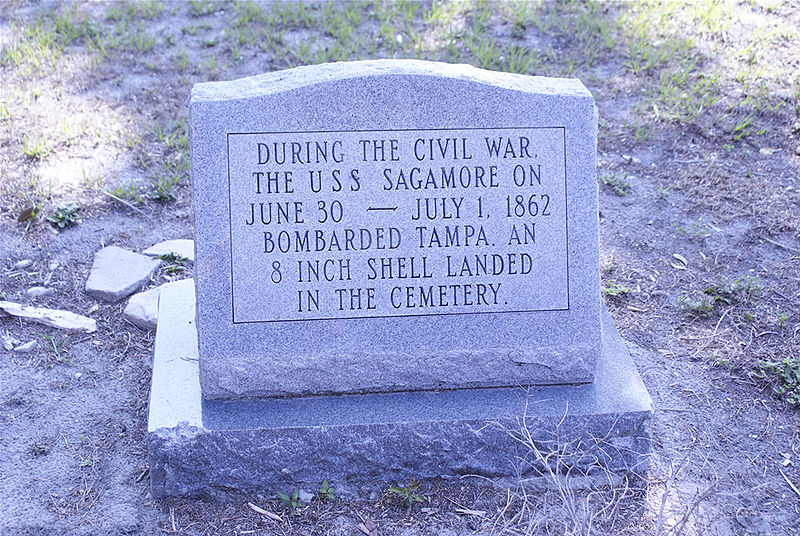 DURING THE CIVIL WAR,
THE U S S SAGAMORE ON
JUNE 30 — JULY 1, 1862
BOMBARDED TAMPA. AN
8 INCH SHELL LANDED
IN THE CEMETERY.